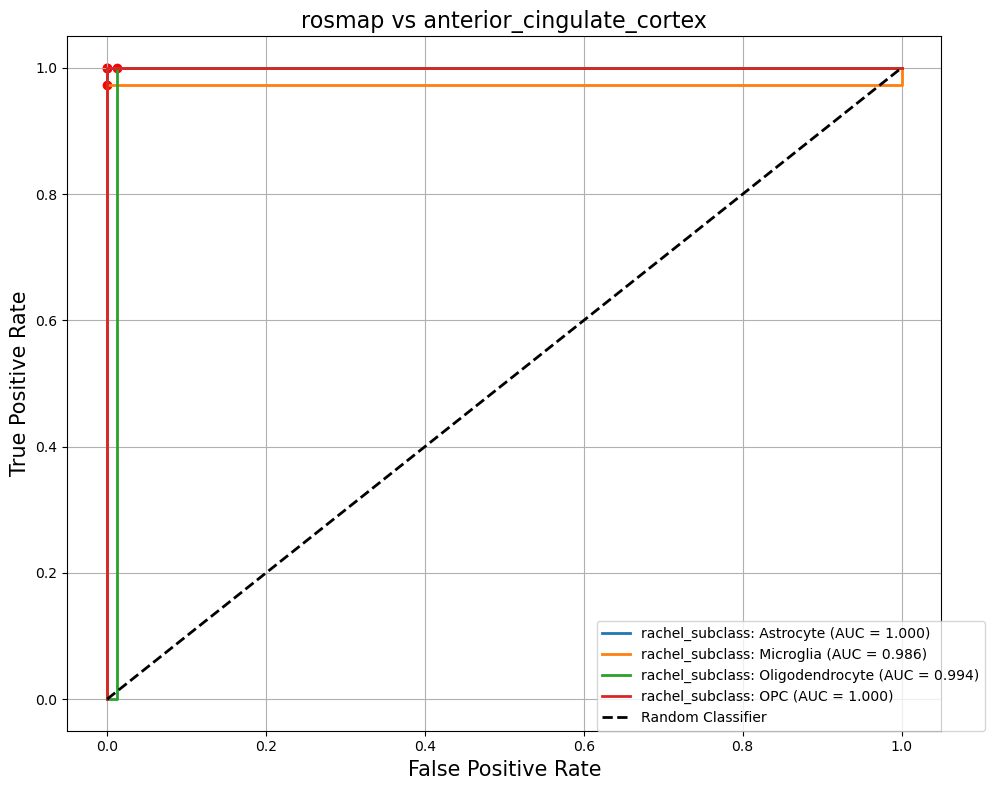 rosmap vs anterior_cingulate_cortex
True Positive Rate
1.0
0.8
0.6
0.4
0.2
0.0
rachel_subclass: Astrocyte (AUC = 1.000)
rachel_subclass: Microglia (AUC = 0.986)
rachel_subclass: Oligodendrocyte (AUC = 0.994)
rachel_subclass: OPC (AUC = 1.000)
Random Classifier
0.0 0.2 0.4 0.6 0.8 1.0
False Positive Rate